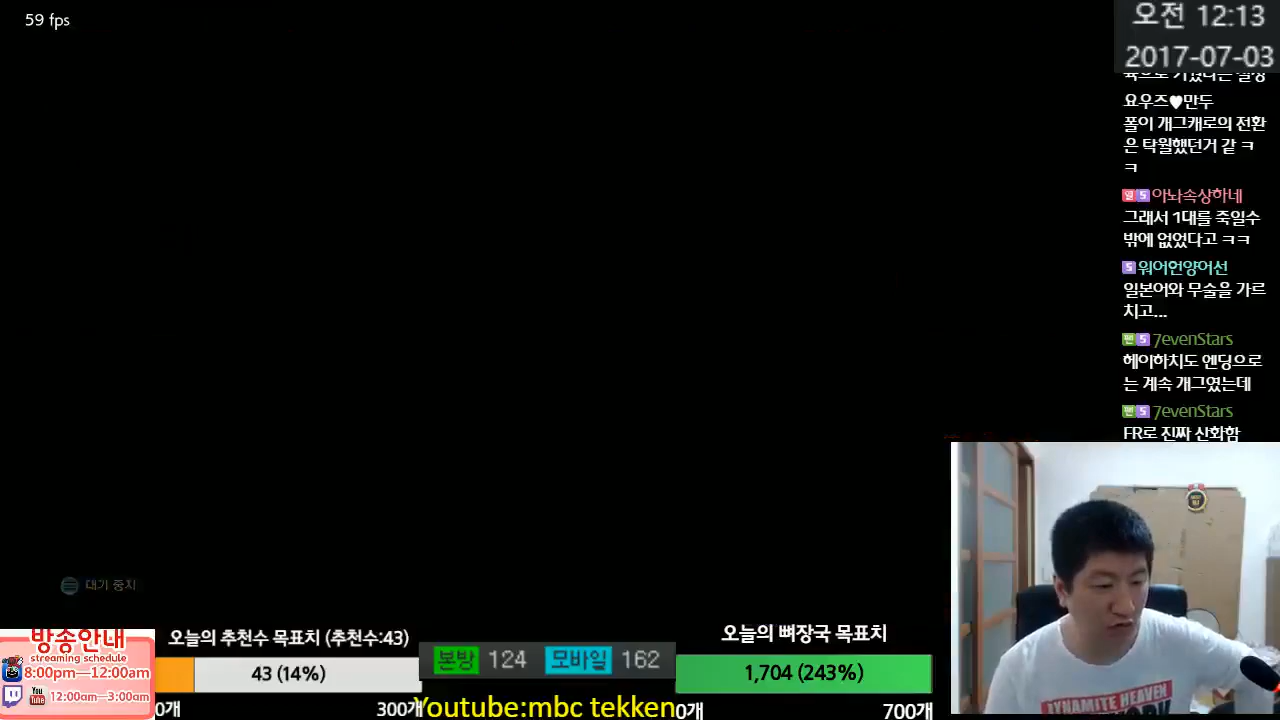 59 fps
오전 12:13
2017-07-03
요우즈♥만두
폴이 개그캐로의 전환
은 탁월했던거 같 ㅋ
ㅋ
열 S 아놔속상하네
그래서 1대를 죽일수
밖에 없었다고 ㅋㅋ
S 워어언양어선
일본어와 무술을 가르
치고...
팬 S 7evenStars
헤이하치도 엔딩으로
는 계속 개그였는데
팬 S 7evenStars
FR로 진짜 산화함
대기 중지
방송안내
streaming schedule
8:00pm—12:00am
You Tube 12:00am—3:00am
오늘의 추천수 목표치 (추천수:43)
43 (14%)
0개 300개
본방 124 모바일 162
Youtube:mbc tekken
오늘의 뼈장국 목표치
1,704 (243%)
0개 700개
DYNAMITE HEAVEN